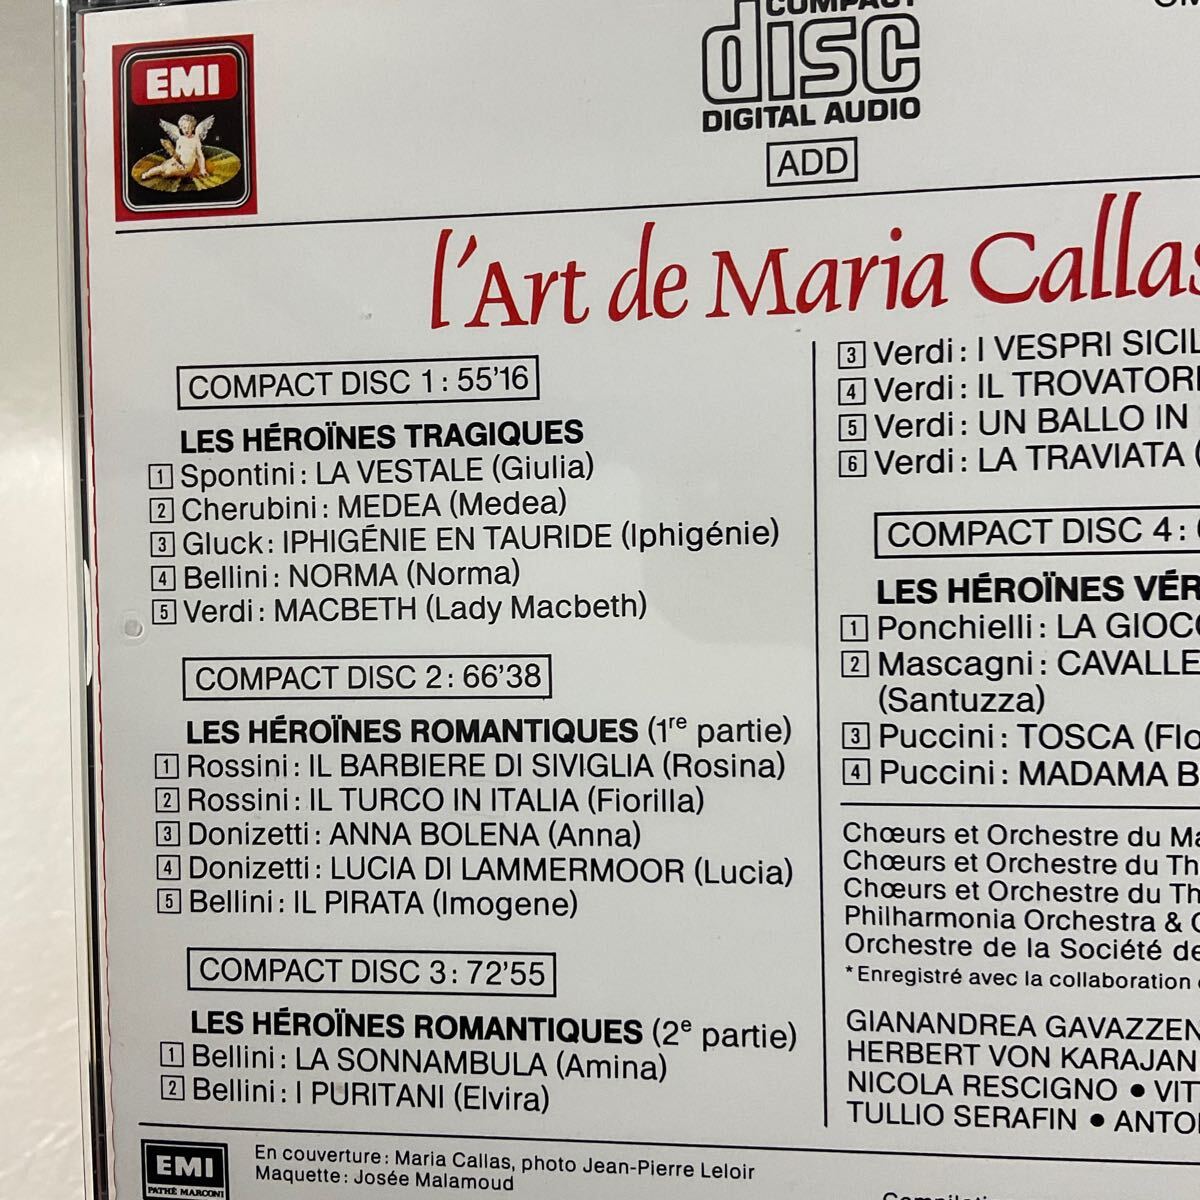 EMI
COMPACT
disc
DIGITAL AUDIO
ADD
l'Art de Maria Callas
COMPACT DISC 1 : 55'16
LES HÉROÏNES TRAGIQUES
1 Spontini : LA VESTALE (Giulia)
2 Cherubini : MEDEA (Medea)
3 Gluck : IPHIGÉNIE EN TAURIDE (Iphigénie)
4 Bellini : NORMA (Norma)
5 Verdi : MACBETH (Lady Macbeth)
COMPACT DISC 2 : 66'38
LES HÉROÏNES ROMANTIQUES (1re partie)
1 Rossini : IL BARBIERE DI SIVIGLIA (Rosina)
2 Rossini : IL TURCO IN ITALIA (Fiorilla)
3 Donizetti : ANNA BOLENA (Anna)
4 Donizetti : LUCIA DI LAMMERMOOR (Lucia)
5 Bellini : IL PIRATA (Imogene)
COMPACT DISC 3 : 72'55
LES HÉROÏNES ROMANTIQUES (2e partie)
1 Bellini : LA SONNAMBULA (Amina)
2 Bellini : I PURITANI (Elvira)
3 Verdi : I VESPRI SICIL
4 Verdi : IL TROVATOR
5 Verdi : UN BALLO IN
6 Verdi : LA TRAVIATA (
COMPACT DISC 4 :
LES HÉROÏNES VÉR
1 Ponchielli : LA GIOC
2 Mascagni : CAVALLE
(Santuzza)
3 Puccini : TOSCA (Flo
4 Puccini : MADAMA B
Chœurs et Orchestre du Ma
Chœurs et Orchestre du Th
Chœurs et Orchestre du Th
Philharmonia Orchestra & C
Orchestre de la Société de
*Enregistré avec la collaboration
GIANANDREA GAVAZZEN
HERBERT VON KARAJAN
NICOLA RESCIGNO • VIT
TULLIO SERAFIN • ANTO
EMI
PATHÉ MARCONI
En couverture : Maria Callas, photo Jean-Pierre Leloir
Maquette : Josée Malamoud